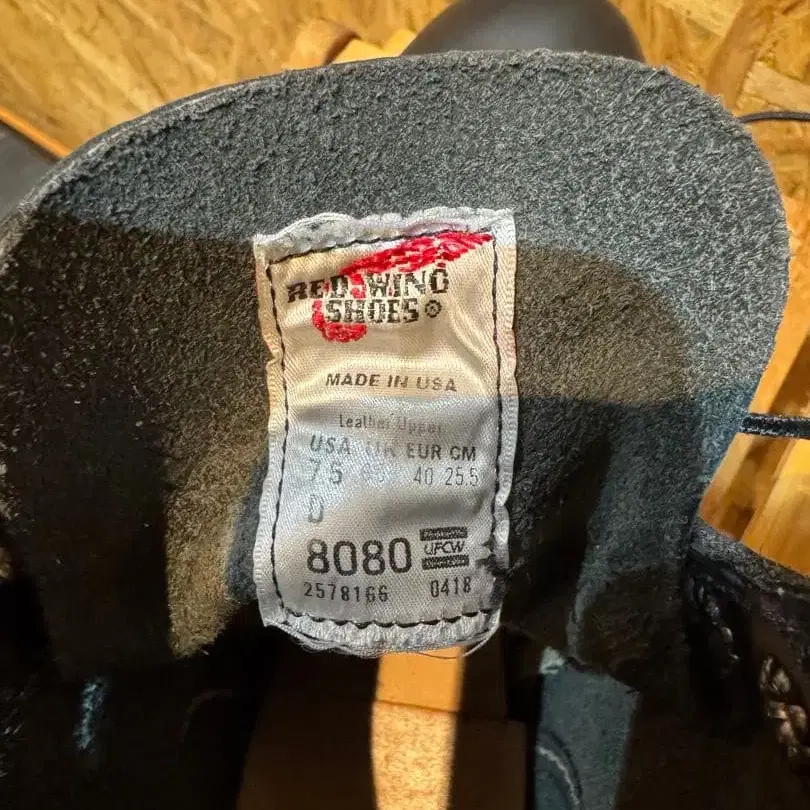 RED WING
SHOES®
MADE IN USA
Leather Upper
USA UK EUR CM
7.5 40 25.5
D
8080 UFCW
2578166 0418